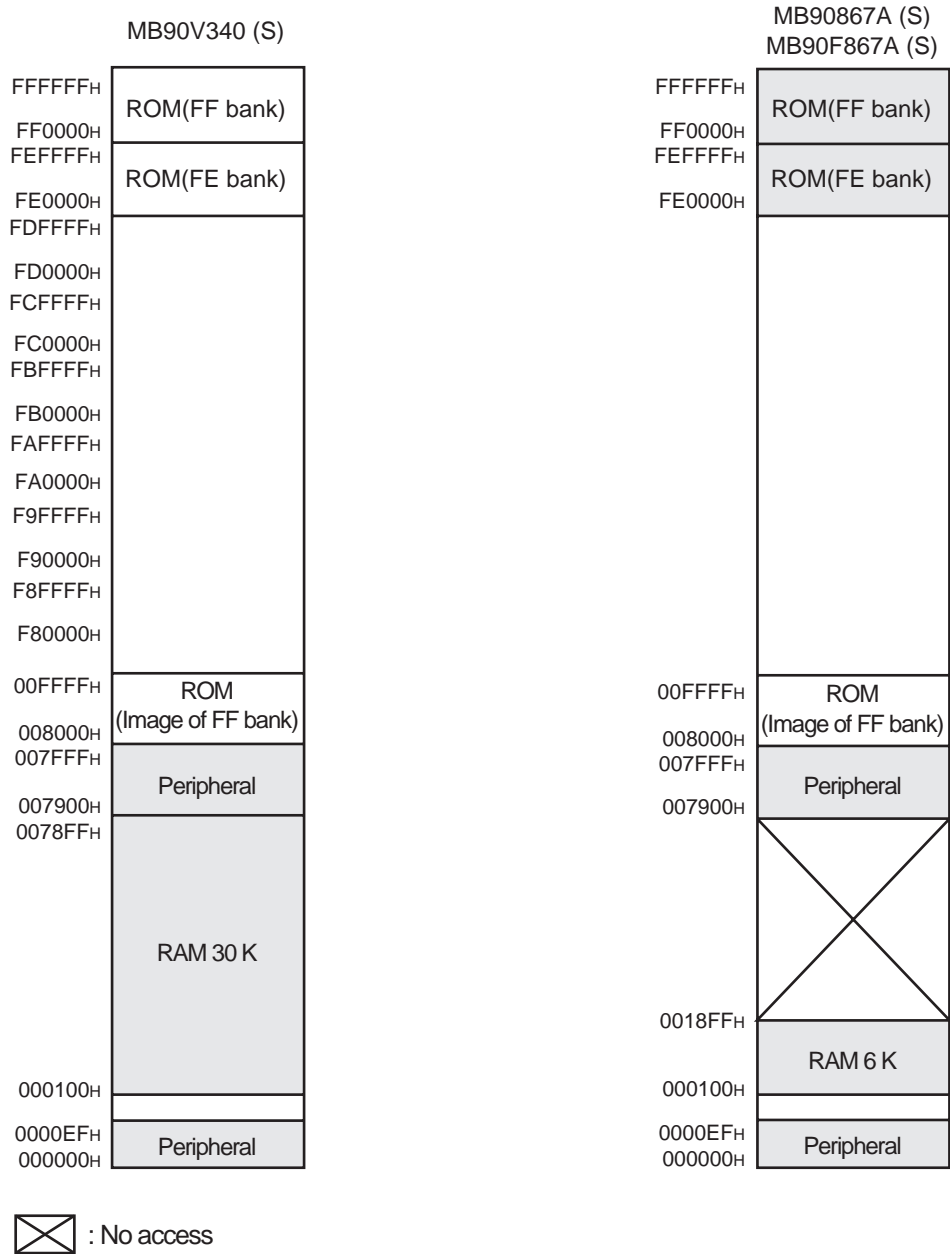 MB90V340 (S)
FFFFFFH
ROM(FF bank)
FF0000H
FEFFFFH
ROM(FE bank)
FE0000H
FDFFFFH
FD0000H
FCFFFFH
FC0000H
FBFFFFH
FB0000H
FAFFFFH
FA0000H
F9FFFFH
F90000H
F8FFFFH
F80000H
00FFFFH
ROM
(Image of FF bank)
008000H
007FFFH
Peripheral
007900H
0078FFH
RAM 30 K
000100H
0000EFH
Peripheral
000000H
MB90867A (S)
MB90F867A (S)
FFFFFFH
ROM(FF bank)
FF0000H
FEFFFFH
ROM(FE bank)
FE0000H
00FFFFH
ROM
(Image of FF bank)
008000H
007FFFH
Peripheral
007900H
0018FFH
RAM 6 K
000100H
0000EFH
Peripheral
000000H
: No access